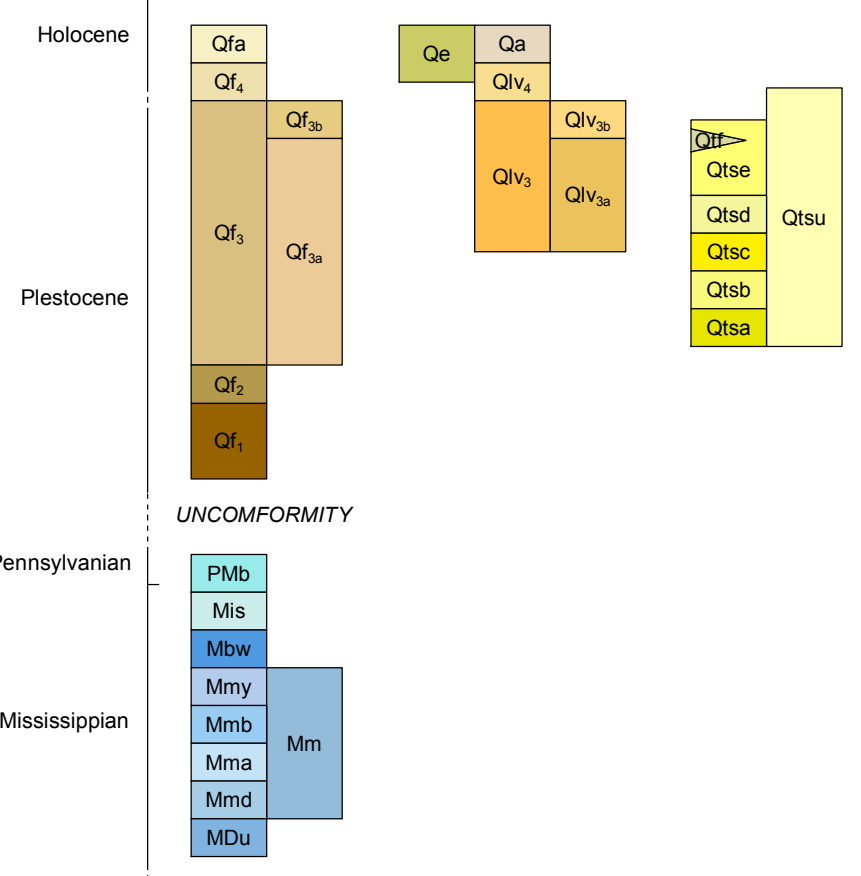 Holocene
Qfa
Qe
Qa
Qf4
Qlv4
Qf3b
Qlv3b
Qtf
Qtse
Qlv3
Qlv3a
Qtsd
Qtsu
Qf3
Qf3a
Qtsc
Plestocene
Qtsb
Qtsa
Qf2
Qf1
UNCOMFORMITY
Pennsylvanian
PMb
Mis
Mbw
Mmy
Mississippian
Mmb
Mm
Mma
Mmd
MDu